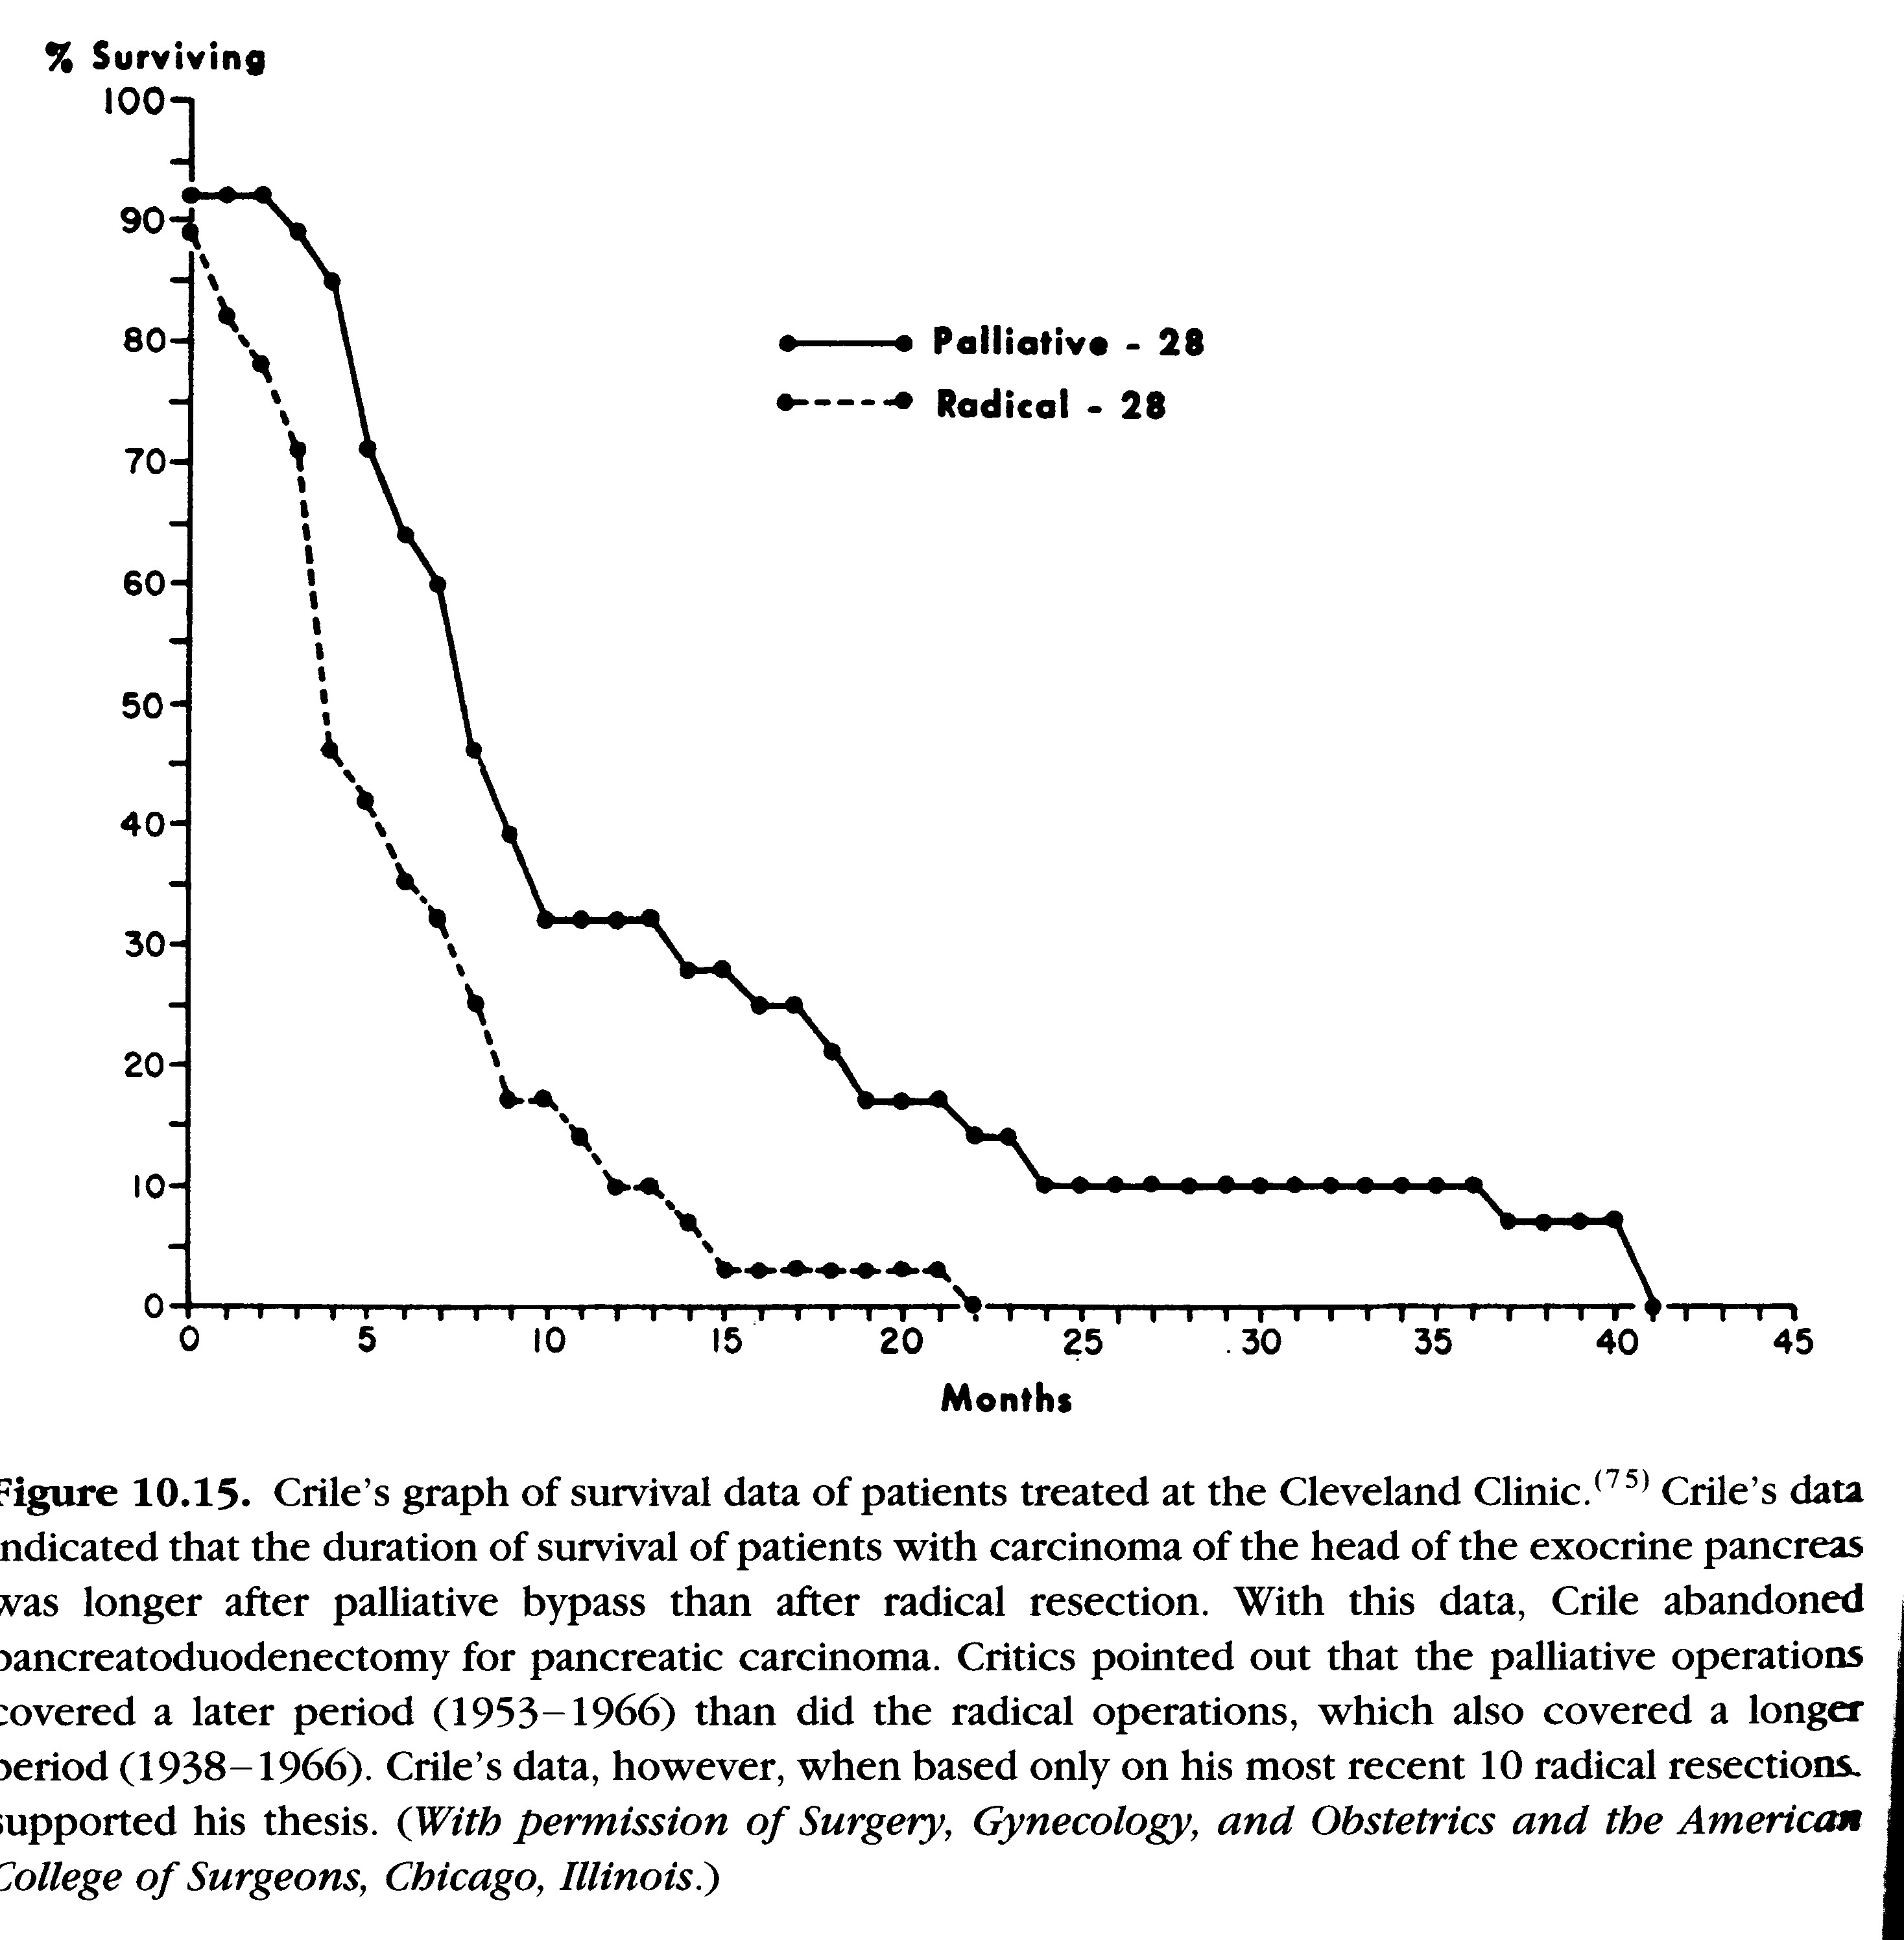 % Surviving
100
90
80
70
60
50
40
30
20
10
0
Palliative - 28
Radical - 28
0 5 10 15 20 25 30 35 40 45
Months
Figure 10.15. Crile's graph of survival data of patients treated at the Cleveland Clinic.(75) Crile's data
indicated that the duration of survival of patients with carcinoma of the head of the exocrine pancreas
was longer after palliative bypass than after radical resection. With this data, Crile abandoned
pancreatoduodenectomy for pancreatic carcinoma. Critics pointed out that the palliative operations
covered a later period (1953–1966) than did the radical operations, which also covered a longer
period (1938–1966). Crile's data, however, when based only on his most recent 10 radical resections.
supported his thesis. (With permission of Surgery, Gynecology, and Obstetrics and the American
College of Surgeons, Chicago, Illinois.)